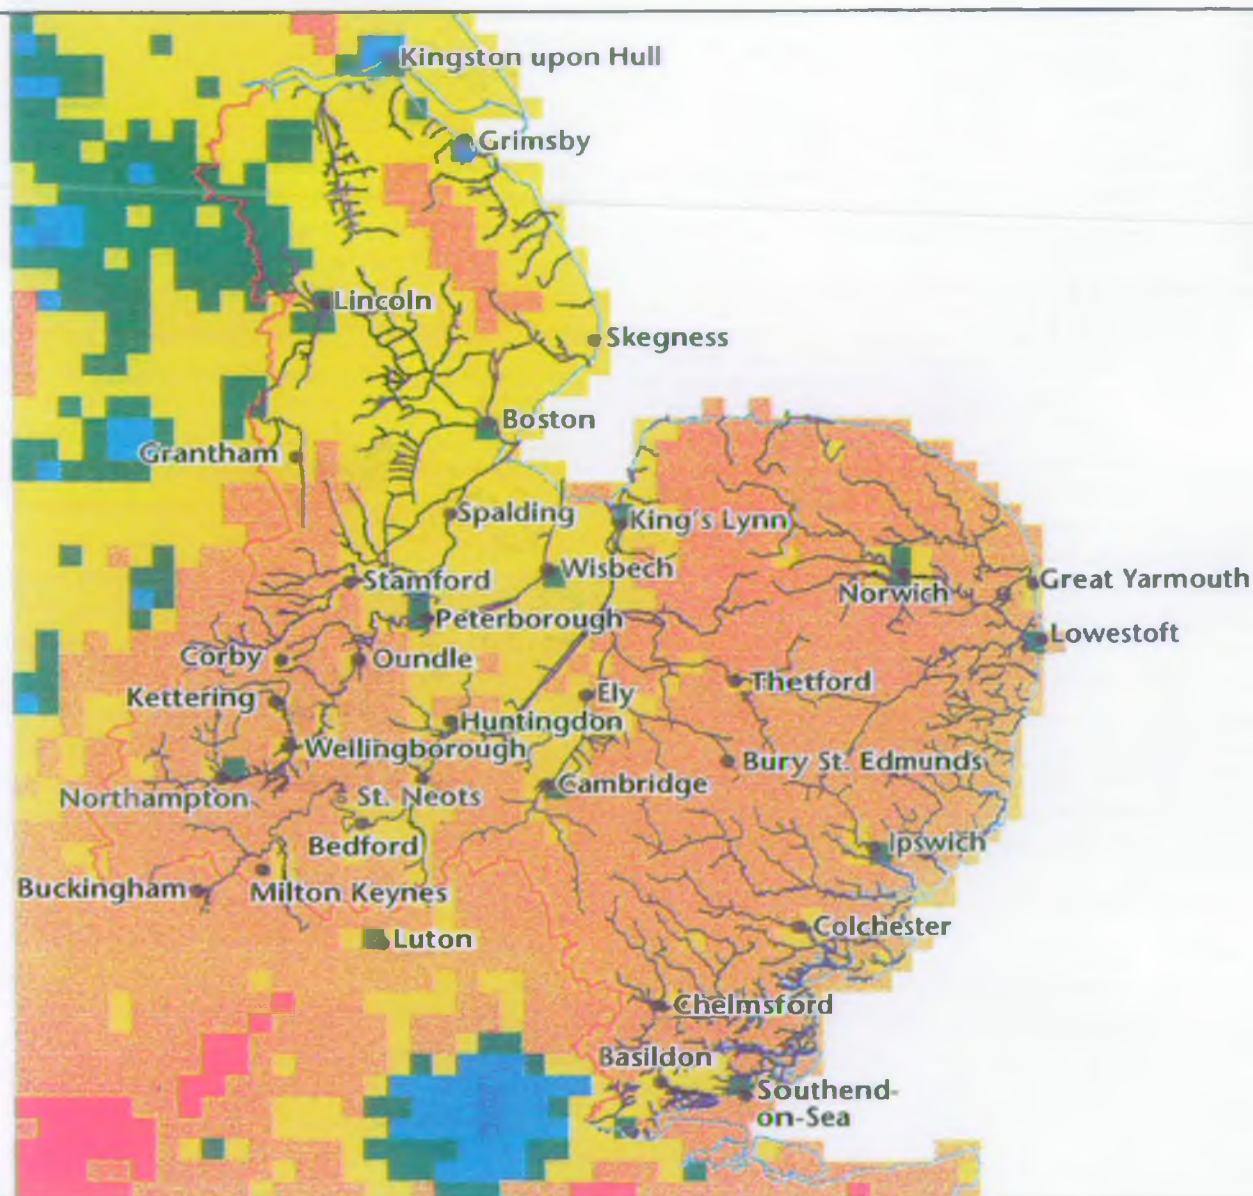 Kingston upon Hull
Grimsby
Lincoln
Skegness
Boston
Grantham
Spalding
King's Lynn
Wisbech
Stamford
Norwich
Great Yarmouth
Peterborough
Lowestoft
Corby
Oundle
Thetford
Kettering
Ely
Huntingdon
Wellingborough
Bury St. Edmunds
Northampton
St. Neots
Cambridge
Bedford
Ipswich
Buckingham
Milton Keynes
Colchester
Luton
Chelmsford
Basildon
Southend-
on-Sea